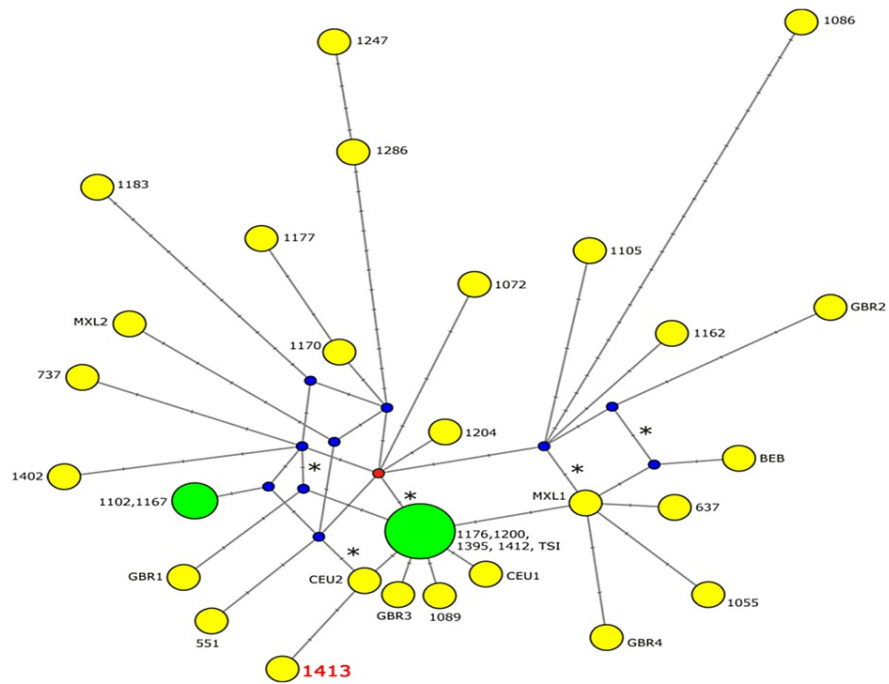 1086
1247
1286
1183
1177
1105
1072
GBR2
MXL2
1162
1170
737
1204
*
BEB
1402
*
*
1102,1167
*
MXL1
637
1176,1200,
1395, 1412, TSI
*
GBR1
CEU2
CEU1
1055
GBR3
1089
551
GBR4
1413